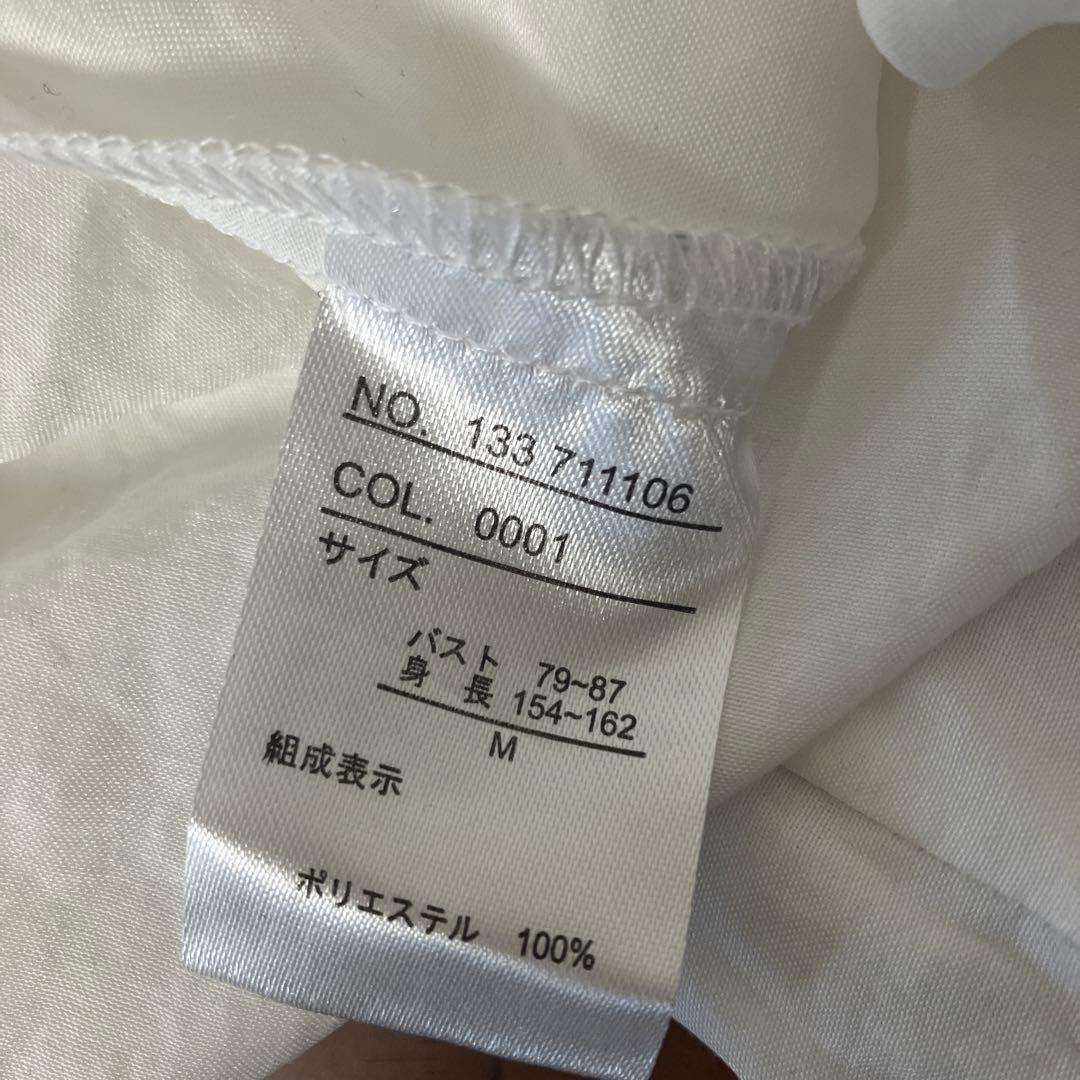 NO. 133 711106
COL. 0001
サイズ
バスト 79~87
身 長 154~162
M
組成表示
ポリエステル 100%